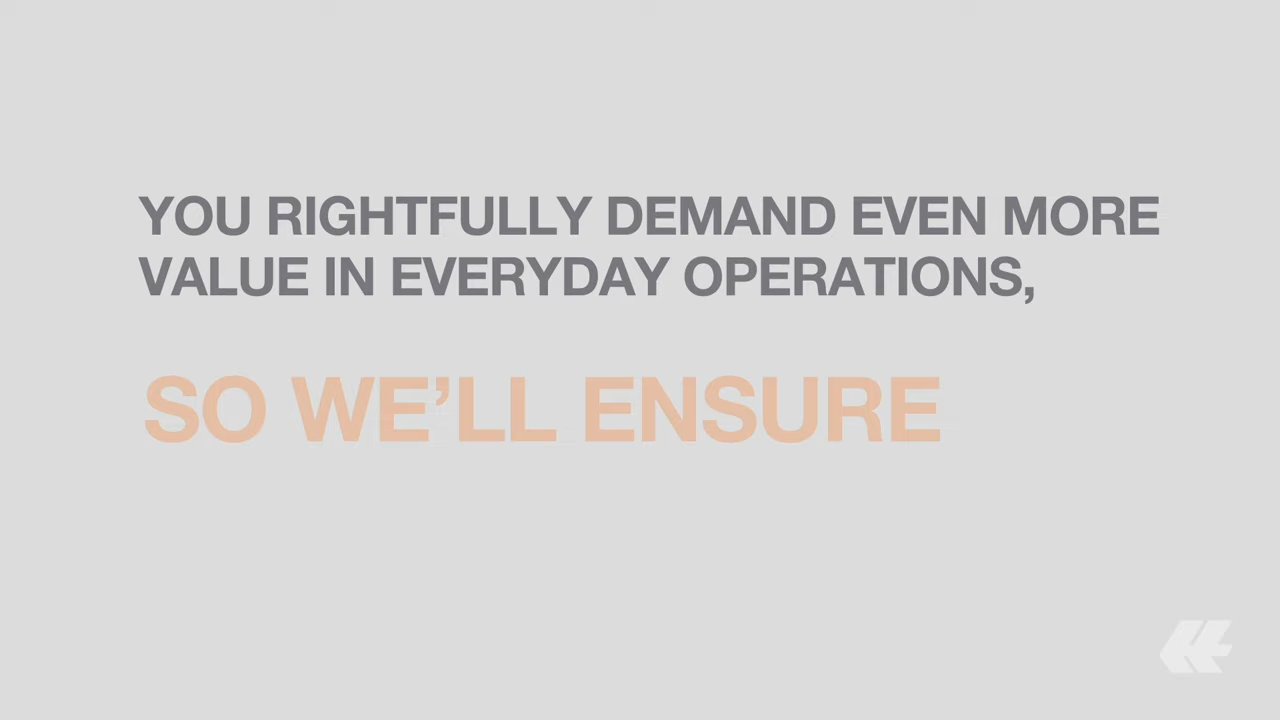 YOU RIGHTFULLY DEMAND EVEN MORE
VALUE IN EVERYDAY OPERATIONS,
SO WE’LL ENSURE